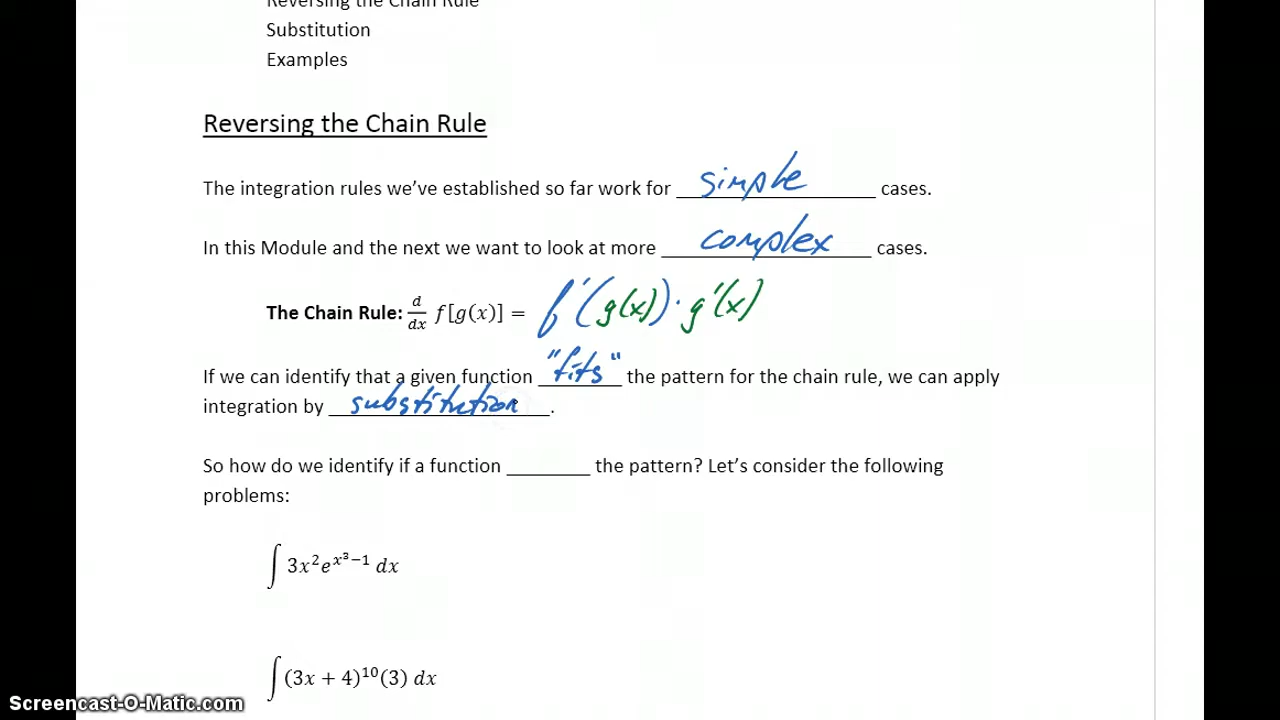 Reversing the Chain Rule
Substitution
Examples
Reversing the Chain Rule
The integration rules we've established so far work for simple cases.
In this Module and the next we want to look at more complex cases.
The Chain Rule: d/dx f[g(x)] = f'(g(x))·g'(x)
If we can identify that a given function "fits" the pattern for the chain rule, we can apply
integration by substitution.
So how do we identify if a function ________ the pattern? Let's consider the following
problems:
∫ 3x²e^(x³−1) dx
∫ (3x + 4)¹⁰(3) dx
Screencast-O-Matic.com